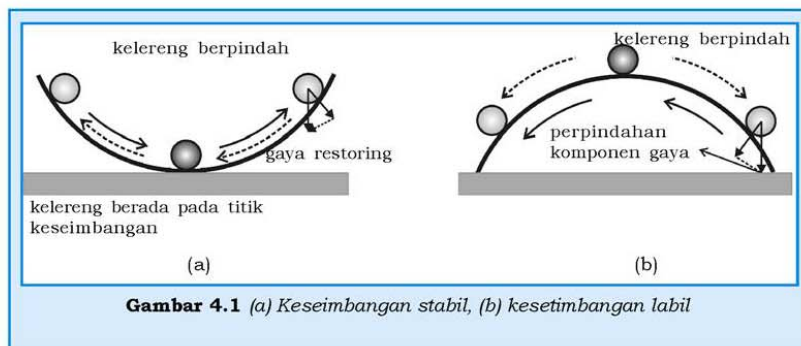 kelereng berpindah
gaya restoring
kelereng berada pada titik
keseimbangan
(a)
kelereng berpindah
perpindahan
komponen gaya
(b)
Gambar 4.1 (a) Keseimbangan stabil, (b) kesetimbangan labil